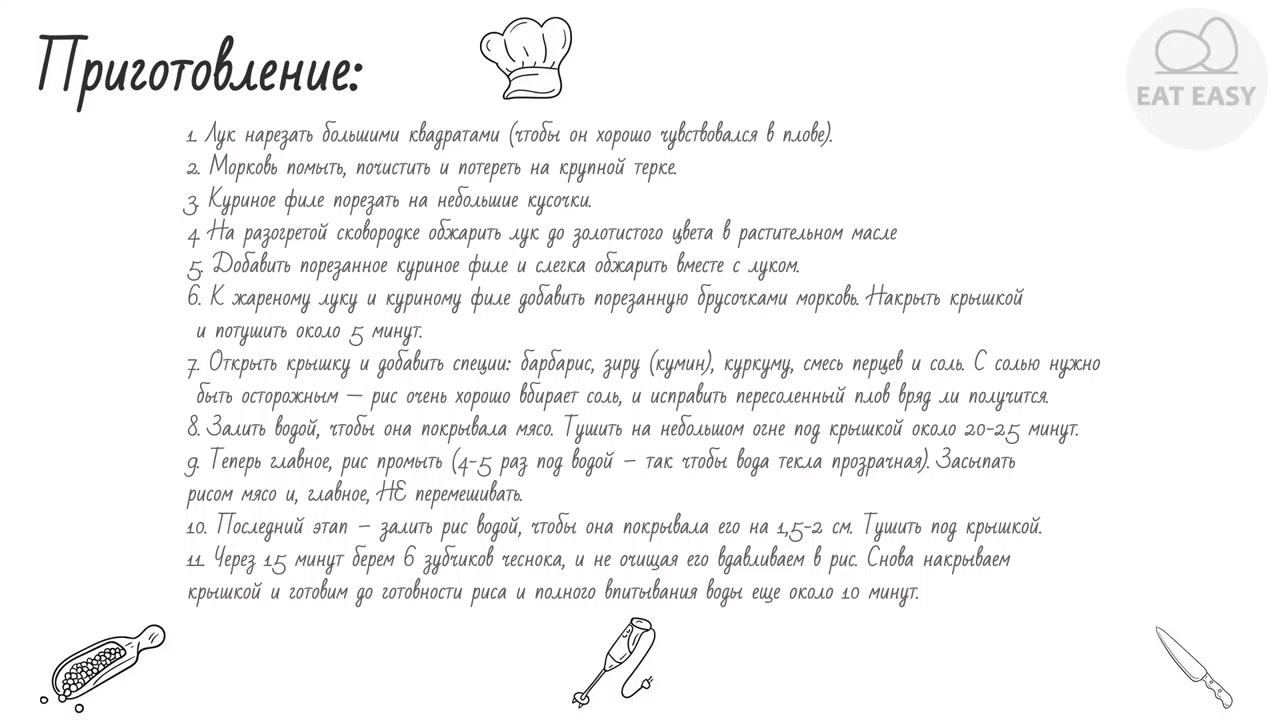 Приготовление:
EAT EASY
1. Лук нарезать большими квадратами (чтобы он хорошо чувствовался в плове).
2. Морковь помыть, почистить и потереть на крупной терке.
3. Куриное филе порезать на небольшие кусочки.
4. На разогретой сковородке обжарить лук до золотистого цвета в растительном масле
5. Добавить порезанное куриное филе и слегка обжарить вместе с луком.
6. К жареному луку и куриному филе добавить порезанную брусочками морковь. Накрыть крышкой
и потушить около 5 минут.
7. Открыть крышку и добавить специи: барбарис, зиру (кумин), куркуму, смесь перцев и соль. С солью нужно
быть осторожным – рис очень хорошо вбирает соль, и исправить пересоленный плов вряд ли получится.
8. Залить водой, чтобы она покрывала мясо. Тушить на небольшом огне под крышкой около 20-25 минут.
9. Теперь главное, рис промыть (4-5 раз под водой – так чтобы вода текла прозрачная). Засыпать
рисом мясо и, главное, НЕ перемешивать.
10. Последний этап – залить рис водой, чтобы она покрывала его на 1,5-2 см. Тушить под крышкой.
11. Через 15 минут берем 6 зубчиков чеснока, и не очищая его вдавливаем в рис. Снова накрываем
крышкой и готовим до готовности риса и полного впитывания воды еще около 10 минут.